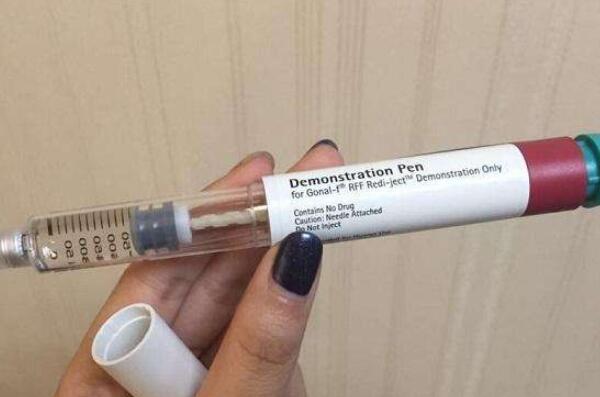 Demonstration Pen
for Gonal-f® RFF Redi-ject™ Demonstration Only
Contains No Drug
Caution: Needle Attached
Do Not Inject